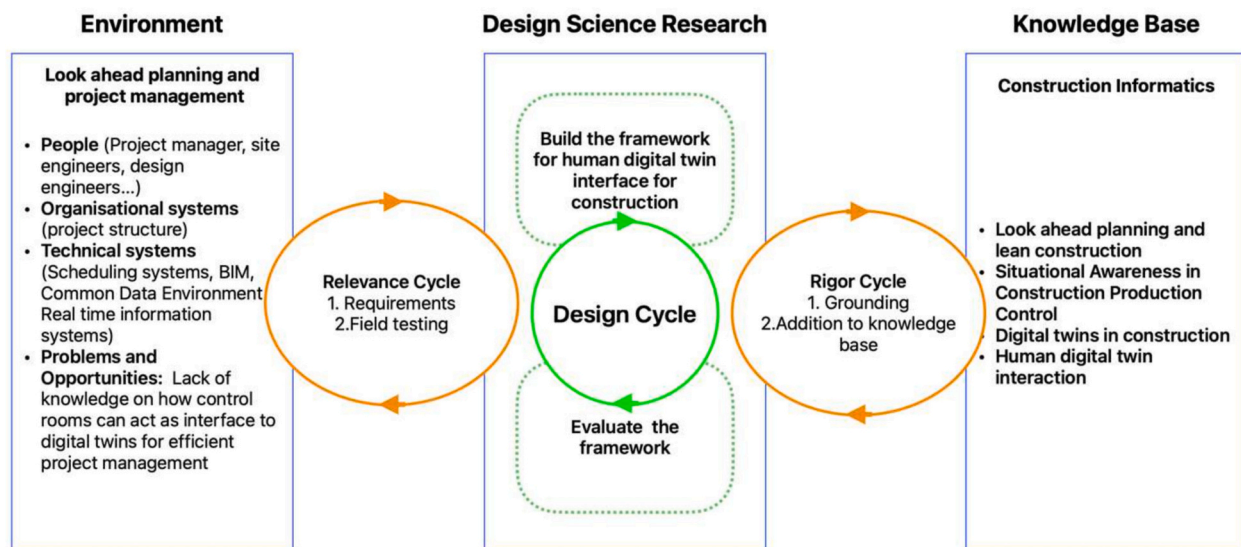 Environment
Look ahead planning and
project management
• People (Project manager, site
engineers, design
engineers...)
• Organisational systems
(project structure)
• Technical systems
(Scheduling systems, BIM,
Common Data Environment
Real time information
systems)
• Problems and
Opportunities: Lack of
knowledge on how control
rooms can act as interface to
digital twins for efficient
project management
Relevance Cycle
1. Requirements
2.Field testing
Design Science Research
Build the framework
for human digital twin
interface for
construction
Design Cycle
Evaluate the
framework
Rigor Cycle
1. Grounding
2.Addition to knowledge
base
Knowledge Base
Construction Informatics
• Look ahead planning and
lean construction
• Situational Awareness in
Construction Production
Control
• Digital twins in construction
• Human digital twin
interaction